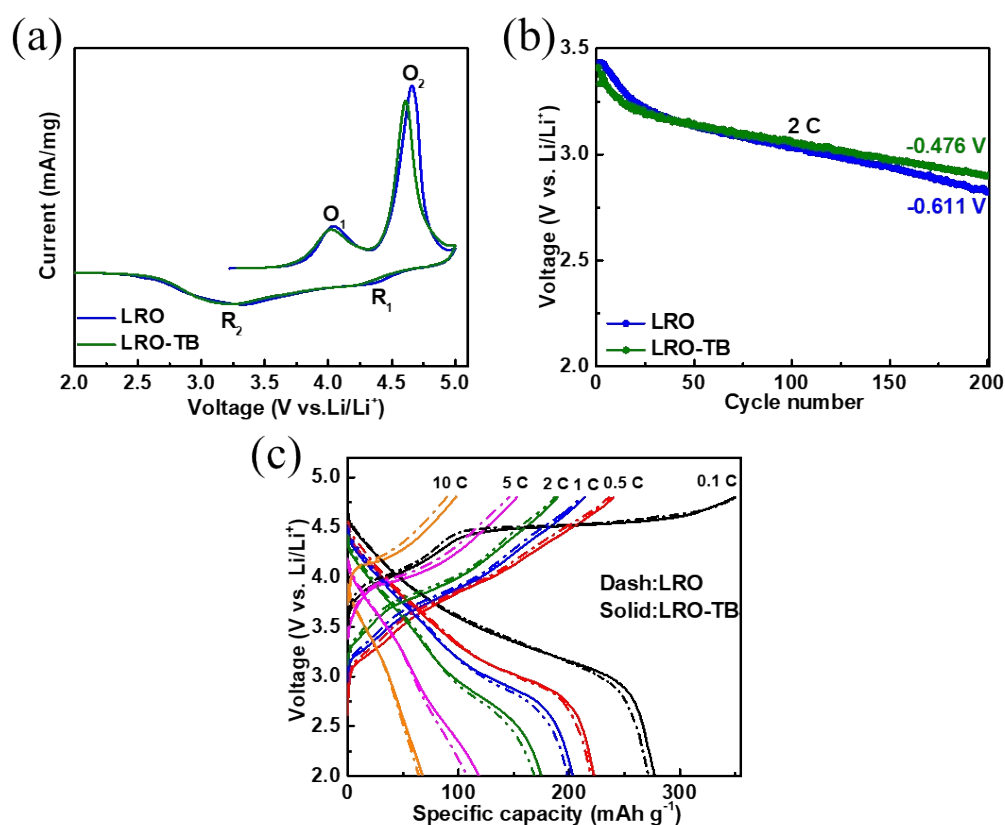 (a)
Current (mA/mg)
O₂
O₁
R₁
R₂
LRO
LRO-TB
2.0 2.5 3.0 3.5 4.0 4.5 5.0
Voltage (V vs.Li/Li⁺)
(b)
Voltage (V vs. Li/Li⁺)
3.5
3.0
2.5
2.0
2 C
-0.476 V
-0.611 V
LRO
LRO-TB
0 50 100 150 200
Cycle number
(c)
Voltage (V vs. Li/Li⁺)
5.0
4.5
4.0
3.5
3.0
2.5
2.0
10 C 5 C 2 C 1 C 0.5 C 0.1 C
Dash:LRO
Solid:LRO-TB
0 100 200 300
Specific capacity (mAh g⁻¹)